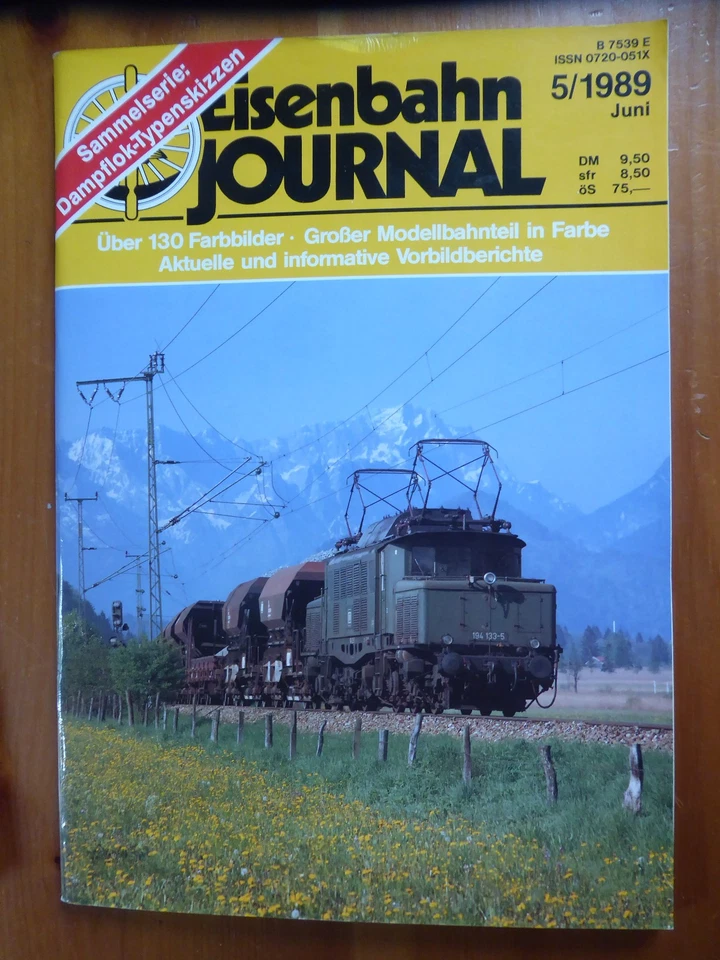 Sammelserie:
Dampflok-Typenskizzen
Eisenbahn
JOURNAL
B 7539 E
ISSN 0720-051X
5/1989
Juni
DM 9,50
sfr 8,50
öS 75,—
Über 130 Farbbilder · Großer Modellbahnteil in Farbe
Aktuelle und informative Vorbildberichte
194 133-5